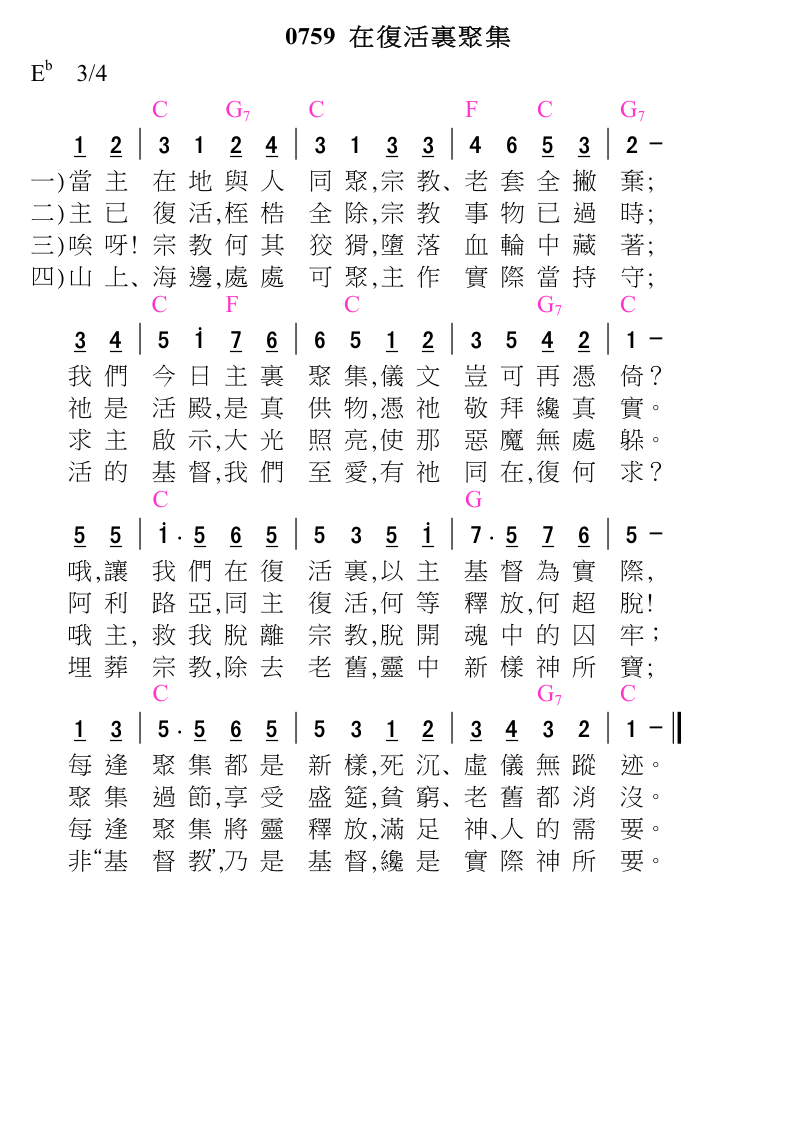 0759 在復活裏聚集
E♭ 3/4
C G7 C F C G7
1 2 | 3 1 2 4 | 3 1 3 3 | 4 6 5 3 | 2 –
一)當主 在地與人 同聚,宗教、老套全撇棄;
二)主已 復活,桎梏 全除,宗教 事物已過時;
三)唉呀! 宗教何其 狡猾,墮落 血輪中藏著;
四)山上、海邊,處處 可聚,主作 實際當持守;
C F C G7 C
3 4 | 5 i 7 6 | 6 5 1 2 | 3 5 4 2 | 1 –
我們 今日主裏 聚集,儀文 豈可再憑倚?
祂是 活殿,是真 供物,憑祂 敬拜纔真實。
求主 啟示,大光 照亮,使那 惡魔無處躲。
活的 基督,我們 至愛,有祂 同在,復何求?
C G
5 5 | i · 5 6 5 | 5 3 5 i | 7 · 5 7 6 | 5 –
哦,讓 我們在復 活裏,以主 基督為實際,
阿利 路亞,同主 復活,何等 釋放,何超脫!
哦主, 救我脫離 宗教,脫開 魂中的囚牢;
埋葬 宗教,除去 老舊,靈中 新樣神所寶;
C G7 C
1 3 | 5 · 5 6 5 | 5 3 1 2 | 3 4 3 2 | 1 –
每逢 聚集都是 新樣,死沉、虛儀無蹤迹。
聚集 過節,享受 盛筵,貧窮、老舊都消沒。
每逢 聚集將靈 釋放,滿足 神、人的需要。
非“基 督教”,乃是 基督,纔是 實際神所要。